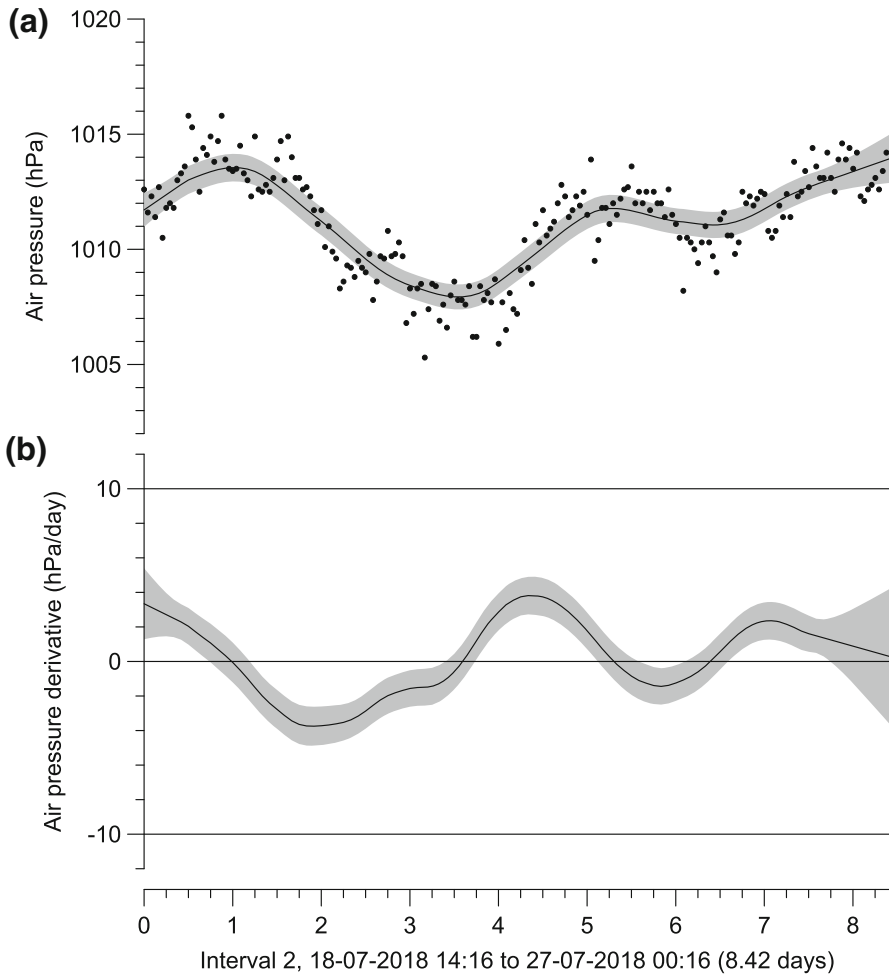 (a)
1020
1015
1010
1005
Air pressure (hPa)
(b)
10
0
-10
Air pressure derivative (hPa/day)
0 1 2 3 4 5 6 7 8
Interval 2, 18-07-2018 14:16 to 27-07-2018 00:16 (8.42 days)